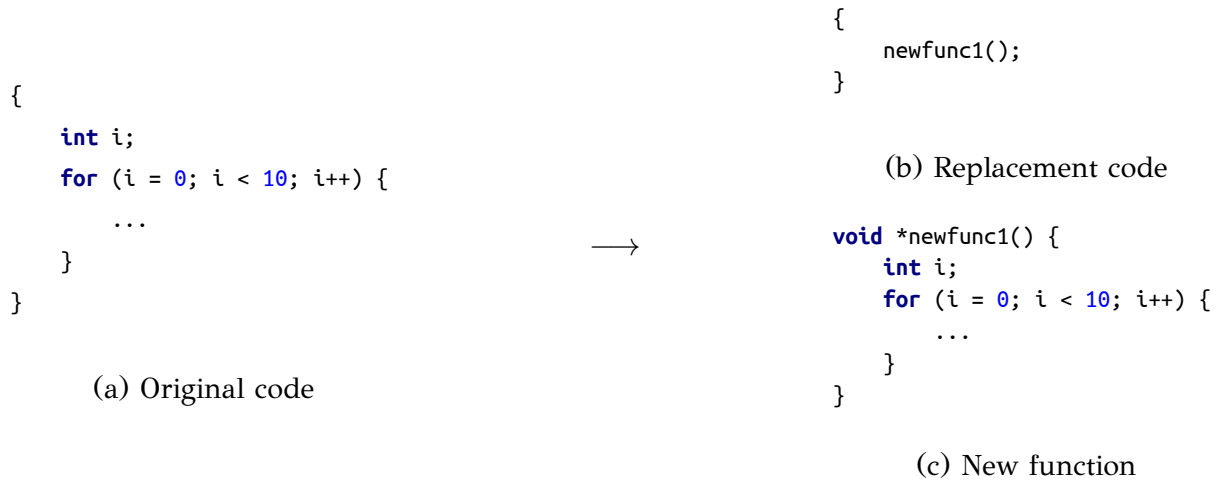 {
    int i;
    for (i = 0; i < 10; i++) {
        ...
    }
}
(a) Original code
⟶
{
    newfunc1();
}
(b) Replacement code
void *newfunc1() {
    int i;
    for (i = 0; i < 10; i++) {
        ...
    }
}
(c) New function